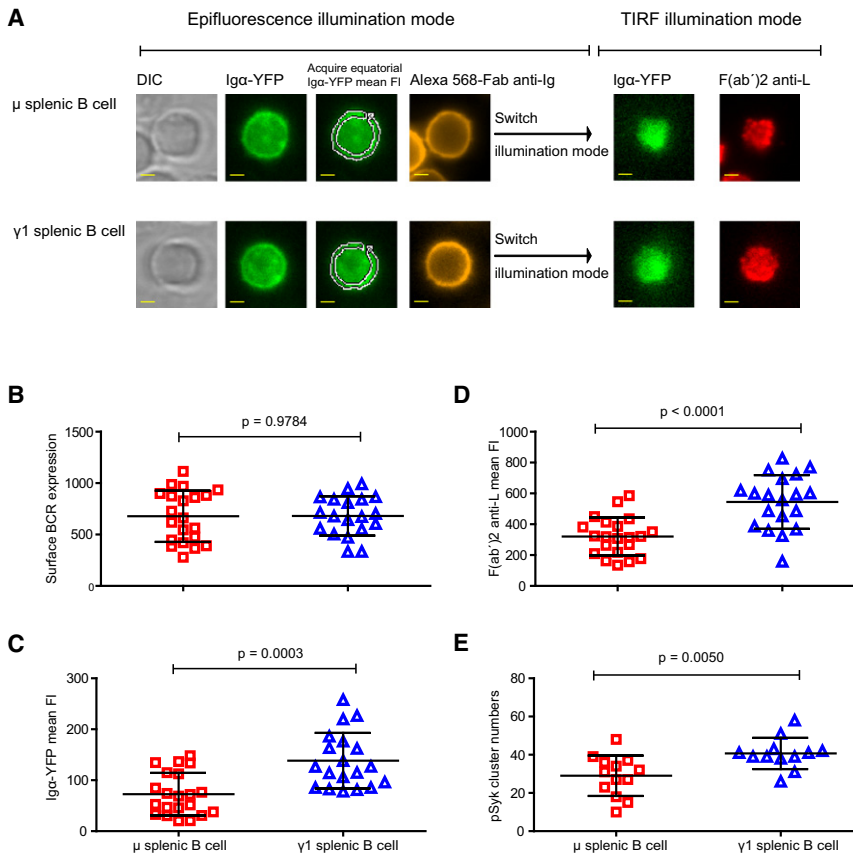 A
Epifluorescence illumination mode
TIRF illumination mode
DIC
Igα-YFP
Acquire equatorial
Igα-YFP mean FI
Alexa 568-Fab anti-Ig
Igα-YFP
F(ab´)2 anti-L
µ splenic B cell
Switch
illumination mode
γ1 splenic B cell
Switch
illumination mode
B
p = 0.9784
Surface BCR expression
1500
1000
500
0
D
p < 0.0001
F(ab´)2 anti-L mean FI
1000
800
600
400
200
0
C
p = 0.0003
Igα-YFP mean FI
300
200
100
0
µ splenic B cell
γ1 splenic B cell
E
p = 0.0050
pSyk cluster numbers
80
60
40
20
0
µ splenic B cell
γ1 splenic B cell